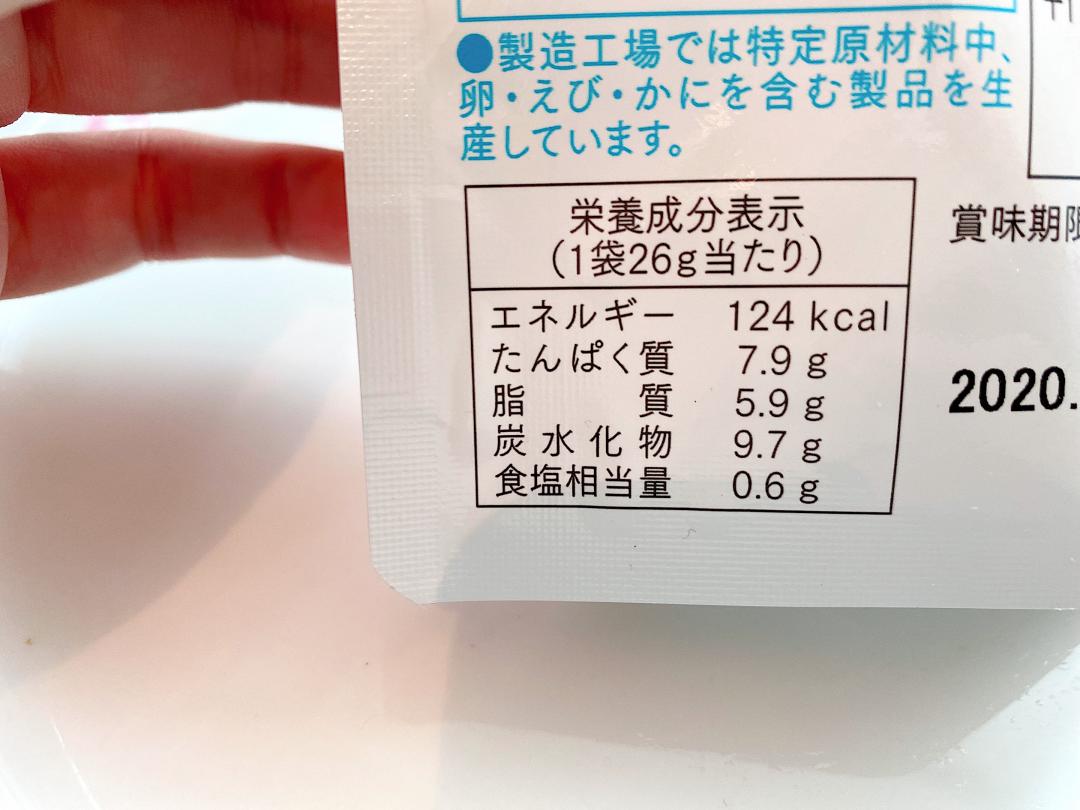 ●製造工場では特定原材料中、
卵・えび・かにを含む製品を生
産しています。
栄養成分表示
(1袋26g当たり)
エネルギー 124 kcal
たんぱく質 7.9 g
脂質 5.9 g
炭水化物 9.7 g
食塩相当量 0.6 g
賞味期限
2020.